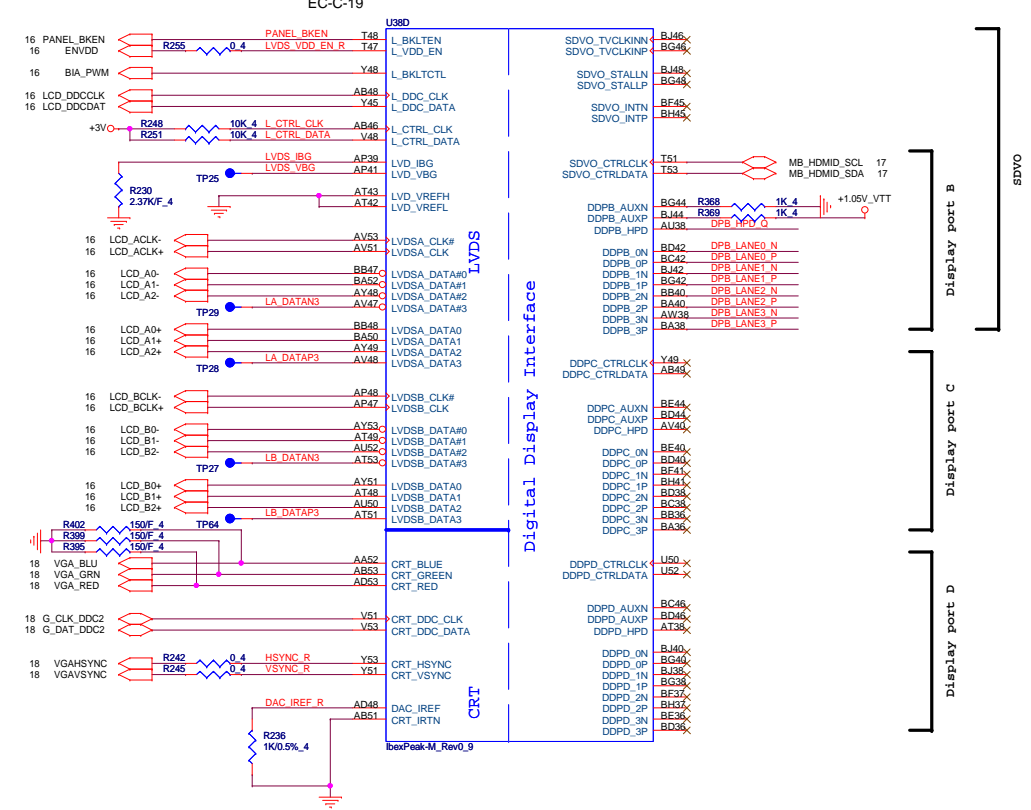 EC-C-19
U38D
16 PANEL_BKEN PANEL_BKEN T48 L_BKLTEN
16 ENVDD R255 0_4 LVDS_VDD_EN_R T47 L_VDD_EN
16 BIA_PWM Y48 L_BKLTCTL
16 LCD_DDCCLK AB48 L_DDC_CLK
16 LCD_DDCDAT Y45 L_DDC_DATA
+3V R248 10K_4 L_CTRL_CLK AB46 L_CTRL_CLK
R251 10K_4 L_CTRL_DATA V48 L_CTRL_DATA
LVDS_IBG AP39 LVD_IBG
TP25 LVDS_VBG AP41 LVD_VBG
R230
2.37K/F_4
AT43 LVD_VREFH
AT42 LVD_VREFL
16 LCD_ACLK- AV53 LVDSA_CLK#
16 LCD_ACLK+ AV51 LVDSA_CLK
16 LCD_A0- BB47 LVDSA_DATA#0
16 LCD_A1- BA52 LVDSA_DATA#1
16 LCD_A2- AY48 LVDSA_DATA#2
TP29 LA_DATAN3 AV47 LVDSA_DATA#3
16 LCD_A0+ BB48 LVDSA_DATA0
16 LCD_A1+ BA50 LVDSA_DATA1
16 LCD_A2+ AY49 LVDSA_DATA2
TP28 LA_DATAP3 AV48 LVDSA_DATA3
16 LCD_BCLK- AP48 LVDSB_CLK#
16 LCD_BCLK+ AP47 LVDSB_CLK
16 LCD_B0- AY53 LVDSB_DATA#0
16 LCD_B1- AT49 LVDSB_DATA#1
16 LCD_B2- AU52 LVDSB_DATA#2
TP27 LB_DATAN3 AT53 LVDSB_DATA#3
16 LCD_B0+ AY51 LVDSB_DATA0
16 LCD_B1+ AT48 LVDSB_DATA1
16 LCD_B2+ AU50 LVDSB_DATA2
TP64 LB_DATAP3 AT51 LVDSB_DATA3
R402 150/F_4
R399 150/F_4
R395 150/F_4
18 VGA_BLU AA52 CRT_BLUE
18 VGA_GRN AB53 CRT_GREEN
18 VGA_RED AD53 CRT_RED
18 G_CLK_DDC2 V51 CRT_DDC_CLK
18 G_DAT_DDC2 V53 CRT_DDC_DATA
18 VGAHSYNC R242 0_4 HSYNC_R Y53 CRT_HSYNC
18 VGAVSYNC R245 0_4 VSYNC_R Y51 CRT_VSYNC
DAC_IREF_R AD48 DAC_IREF
AB51 CRT_IRTN
R236
1K/0.5%_4
IbexPeak-M_Rev0_9
LVDS
CRT
Digital Display Interface
SDVO_TVCLKINN BJ46
SDVO_TVCLKINP BG46
SDVO_STALLN BJ48
SDVO_STALLP BG48
SDVO_INTN BF45
SDVO_INTP BH45
SDVO_CTRLCLK T51 MB_HDMID_SCL 17
SDVO_CTRLDATA T53 MB_HDMID_SDA 17
DDPB_AUXN BG44 R368 1K_4 +1.05V_VTT
DDPB_AUXP BJ44 R369 1K_4
DDPB_HPD AU38 DPB_HPD_Q
DDPB_0N BD42 DPB_LANE0_N
DDPB_0P BC42 DPB_LANE0_P
DDPB_1N BJ42 DPB_LANE1_N
DDPB_1P BG42 DPB_LANE1_P
DDPB_2N BB40 DPB_LANE2_N
DDPB_2P BA40 DPB_LANE2_P
DDPB_3N AW38 DPB_LANE3_N
DDPB_3P BA38 DPB_LANE3_P
DDPC_CTRLCLK Y49
DDPC_CTRLDATA AB49
DDPC_AUXN BE44
DDPC_AUXP BD44
DDPC_HPD AV40
DDPC_0N BE40
DDPC_0P BD40
DDPC_1N BF41
DDPC_1P BH41
DDPC_2N BD38
DDPC_2P BC38
DDPC_3N BB36
DDPC_3P BA36
DDPD_CTRLCLK U50
DDPD_CTRLDATA U52
DDPD_AUXN BC46
DDPD_AUXP BD46
DDPD_HPD AT38
DDPD_0N BJ40
DDPD_0P BG40
DDPD_1N BJ38
DDPD_1P BG38
DDPD_2N BF37
DDPD_2P BH37
DDPD_3N BE36
DDPD_3P BD36
Display port B
Display port C
Display port D
SDVO